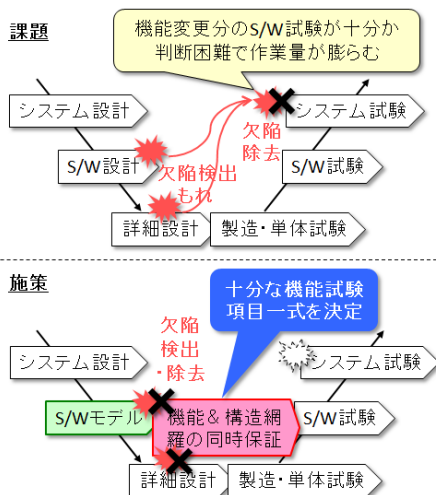 課題
機能変更分のS/W試験が十分か
判断困難で作業量が膨らむ
システム設計
システム試験
欠陥
除去
S/W設計
欠陥検出
もれ
S/W試験
詳細設計
製造・単体試験
施策
十分な機能試験
項目一式を決定
欠陥
検出
・除去
システム設計
システム試験
S/Wモデル
機能&構造網
羅の同時保証
S/W試験
詳細設計
製造・単体試験